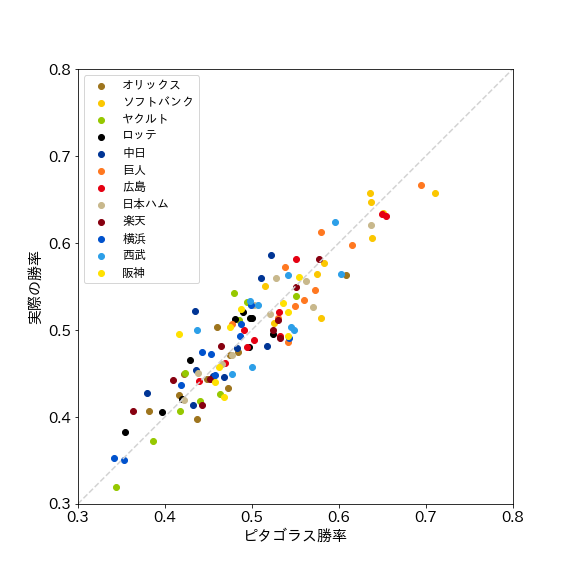 0.8
0.7
0.6
0.5
0.4
0.3
実際の勝率
オリックス
ソフトバンク
ヤクルト
ロッテ
中日
巨人
広島
日本ハム
楽天
横浜
西武
阪神
0.3 0.4 0.5 0.6 0.7 0.8
ピタゴラス勝率